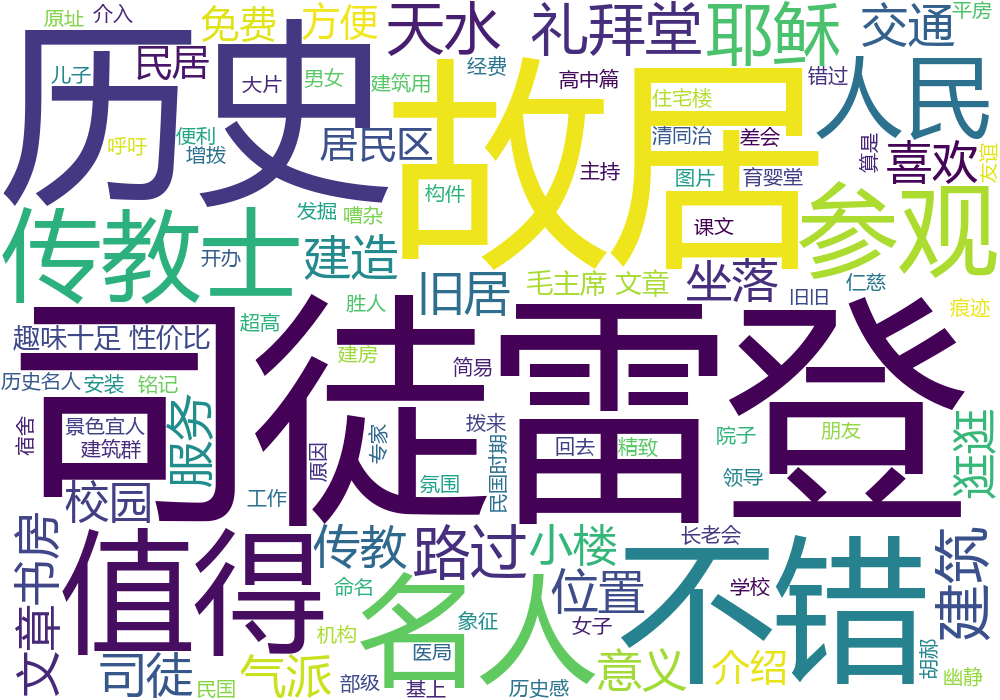 原址
介入
免费
方便
天水
礼拜堂
耶稣
交通
平房
历史
民居
儿子
大片
男女
建筑用
经费
高中篇
错过
故居
人民
住宅楼
呼吁
便利
增拨
居民区
清同治
差会
算是
喜欢
友谊
主持
构件
图片
育婴堂
传教士
发掘
嘈杂
课文
参观
开办
建造
旧居
毛主席
文章
坐落
旧旧
仁慈
痕迹
胜人
超高
趣味十足
性价比
司徒雷登
建房
简易
历史名人
安装
铭记
宿舍
景色宜人
建筑群
服务
原因
专家
拨来
民国时期
回去
精致
院子
朋友
逛逛
领导
氛围
工作
校园
文章书房
值得
传教
路过
小楼
长老会
不错
建筑
命名
名人
位置
学校
象征
女子
机构
医局
司徒
气派
意义
介绍
胡郝
幽静
民国
部级
基上
历史感